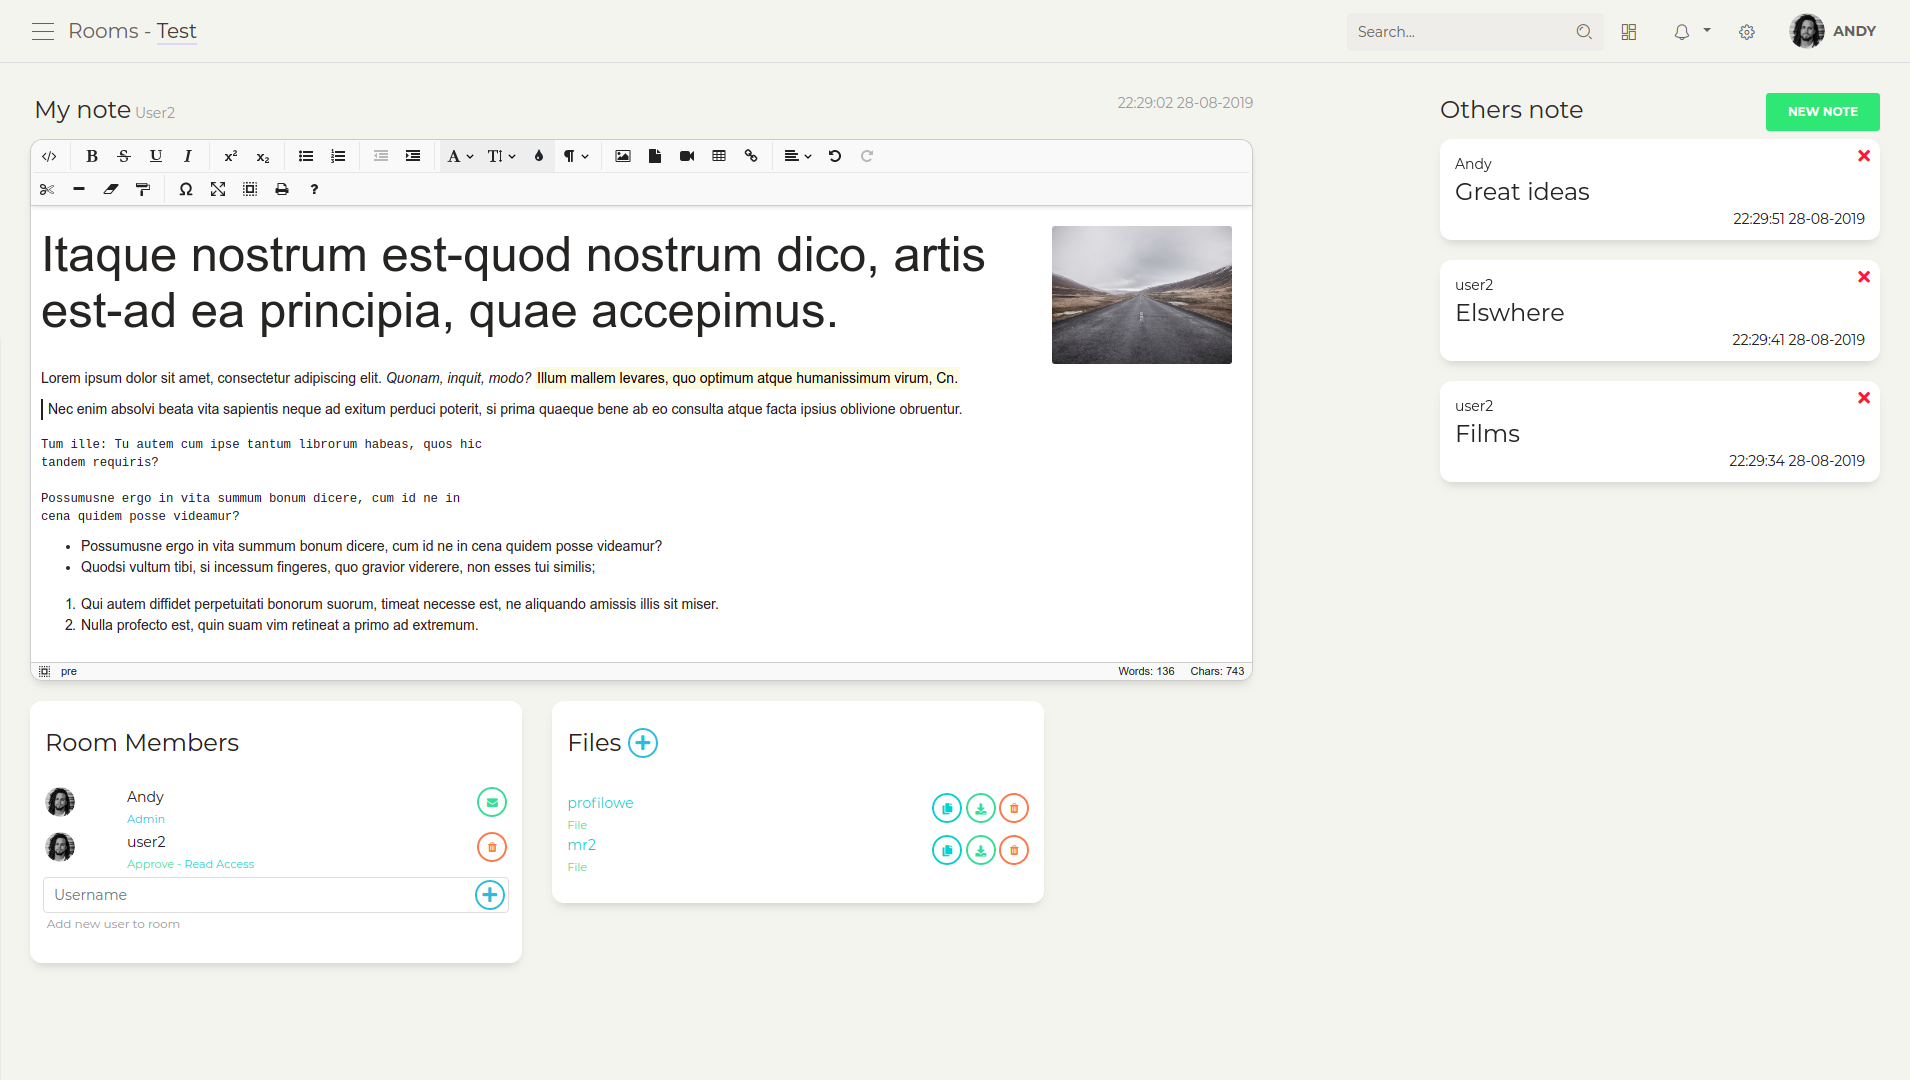 Rooms - Test
Search...
ANDY
My note User2
22:29:02 28-08-2019
Itaque nostrum est-quod nostrum dico, artis
est-ad ea principia, quae accepimus.
Lorem ipsum dolor sit amet, consectetur adipiscing elit. Quonam, inquit, modo? Illum mallem levares, quo optimum atque humanissimum virum, Cn.
Nec enim absolvi beata vita sapientis neque ad exitum perduci poterit, si prima quaeque bene ab eo consulta atque facta ipsius oblivione obruentur.
Tum ille: Tu autem cum ipse tantum librorum habeas, quos hic
tandem requiris?
Possumusne ergo in vita summum bonum dicere, cum id ne in
cena quidem posse videamur?
• Possumusne ergo in vita summum bonum dicere, cum id ne in cena quidem posse videamur?
• Quodsi vultum tibi, si incessum fingeres, quo gravior viderere, non esses tui similis;
1. Qui autem diffidet perpetuitati bonorum suorum, timeat necesse est, ne aliquando amissis illis sit miser.
2. Nulla profecto est, quin suam vim retineat a primo ad extremum.
pre
Words: 136 Chars: 743
Others note
NEW NOTE
Andy
Great ideas
22:29:51 28-08-2019
user2
Elswhere
22:29:41 28-08-2019
user2
Films
22:29:34 28-08-2019
Room Members
Andy
Admin
user2
Approve - Read Access
Username
Add new user to room
Files
profilowe
File
mr2
File